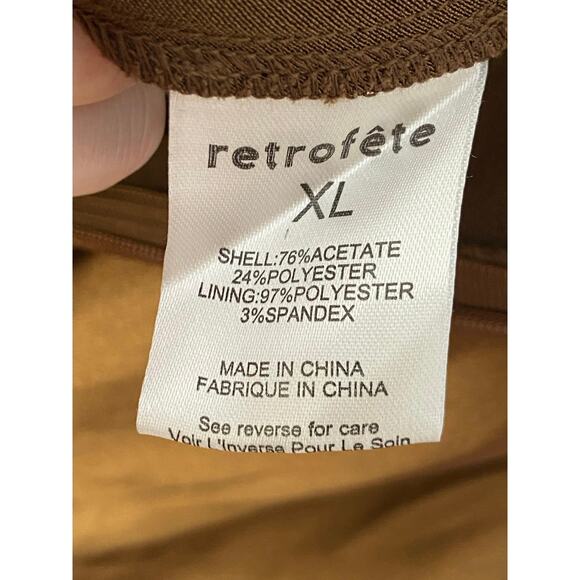 retrofête
XL
SHELL:76%ACETATE
24%POLYESTER
LINING:97%POLYESTER
3%SPANDEX
MADE IN CHINA
FABRIQUE IN CHINA
See reverse for care
Voir L'Inverse Pour Le Soin